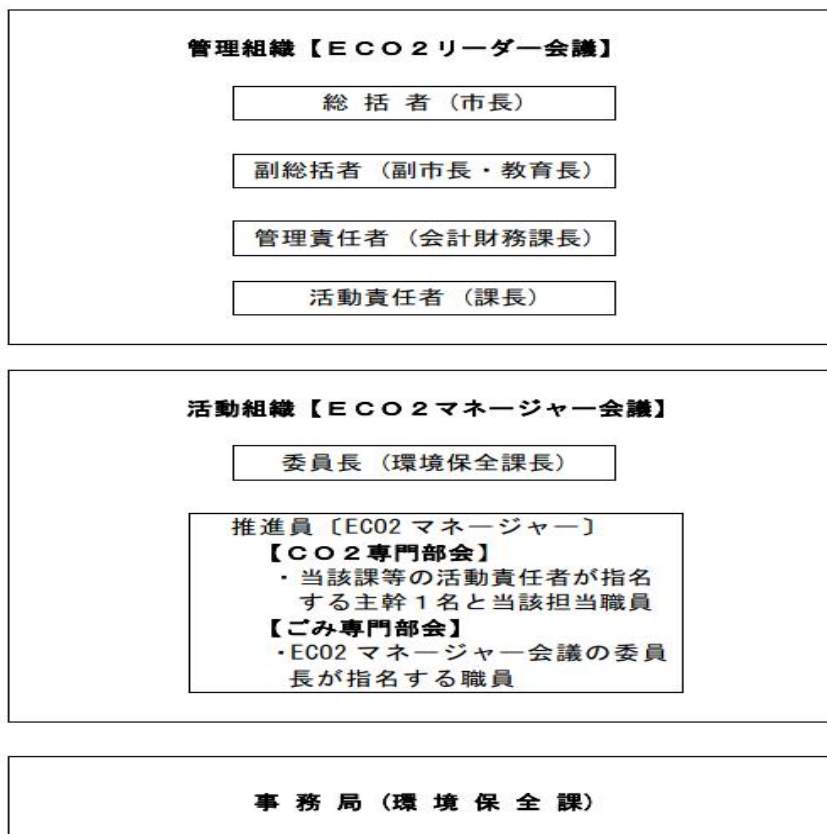 管理組織【ＥＣＯ２リーダー会議】
総 括 者（市長）
副総括者（副市長・教育長）
管理責任者（会計財務課長）
活動責任者（課長）
活動組織【ＥＣＯ２マネージャー会議】
委員長（環境保全課長）
推進員〔ECO2 マネージャー〕
【ＣＯ２専門部会】
・当該課等の活動責任者が指名
する主幹１名と当該担当職員
【ごみ専門部会】
・ECO2 マネージャー会議の委員
長が指名する職員
事 務 局（環 境 保 全 課）